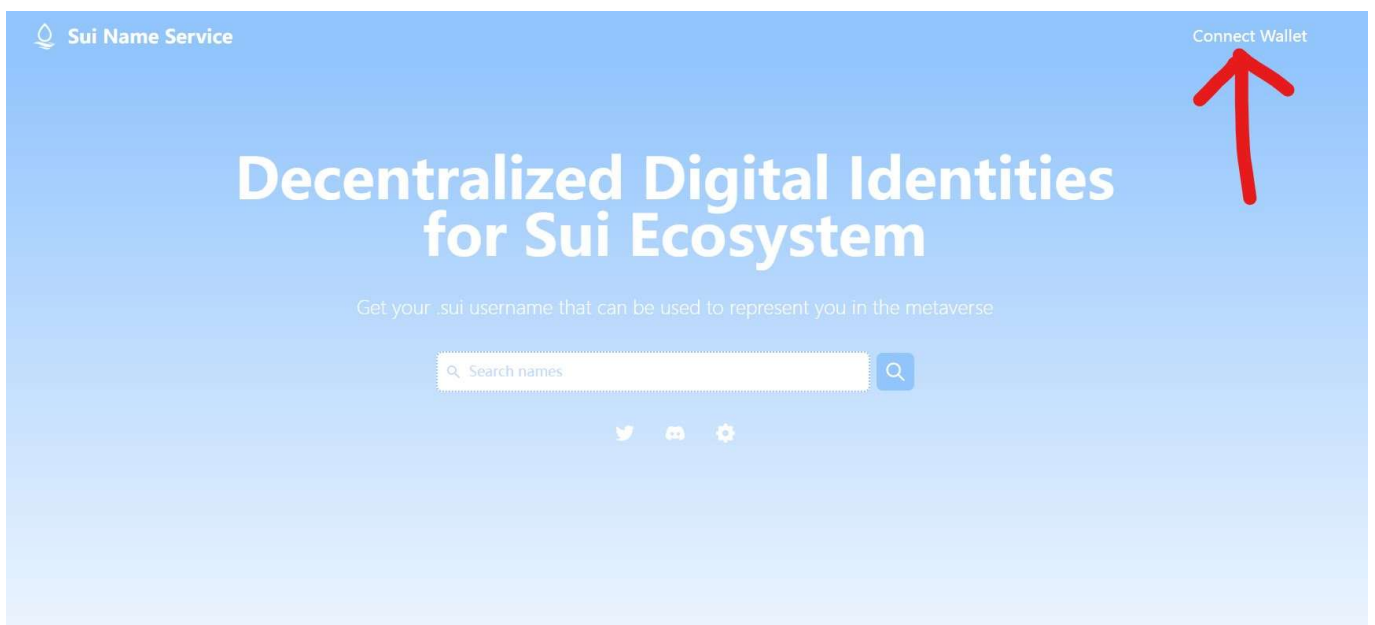 Sui Name Service
Connect Wallet
Decentralized Digital Identities
for Sui Ecosystem
Get your .sui username that can be used to represent you in the metaverse
Search names